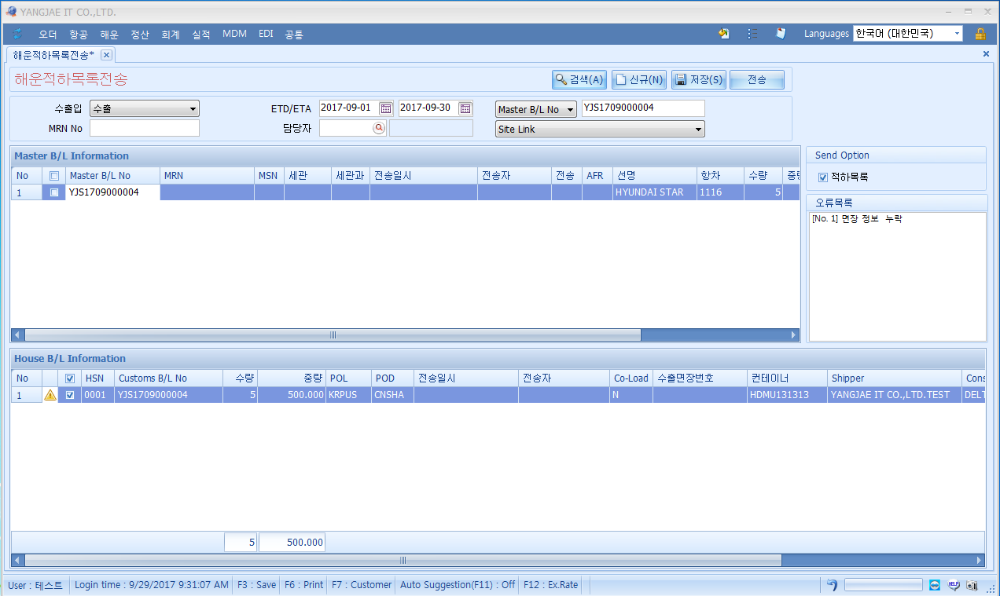 YANGJAE IT CO.,LTD.
오더 항공 해운 정산 회계 실적 MDM EDI 공통 Languages 한국어 (대한민국)
해운적하목록전송*
해운적하목록전송 검색(A) 신규(N) 저장(S) 전송
수출입 수출 ETD/ETA 2017-09-01 2017-09-30 Master B/L No YJS1709000004
MRN No 담당자 Site Link
Master B/L Information
No Master B/L No MRN MSN 세관 세관과 전송일시 전송자 전송 AFR 선명 항차 수량 중량
1 YJS1709000004 HYUNDAI STAR 1116 5
Send Option
적하목록
오류목록
[No. 1] 면장 정보 누락
House B/L Information
No HSN Customs B/L No 수량 중량 POL POD 전송일시 전송자 Co-Load 수출면장번호 컨테이너 Shipper Cons
1 0001 YJS1709000004 5 500.000 KRPUS CNSHA N HDMU131313 YANGJAE IT CO.,LTD.TEST DELT
5 500.000
User : 테스트 Login time : 9/29/2017 9:31:07 AM F3 : Save F6 : Print F7 : Customer Auto Suggestion(F11) : Off F12 : Ex.Rate HELP